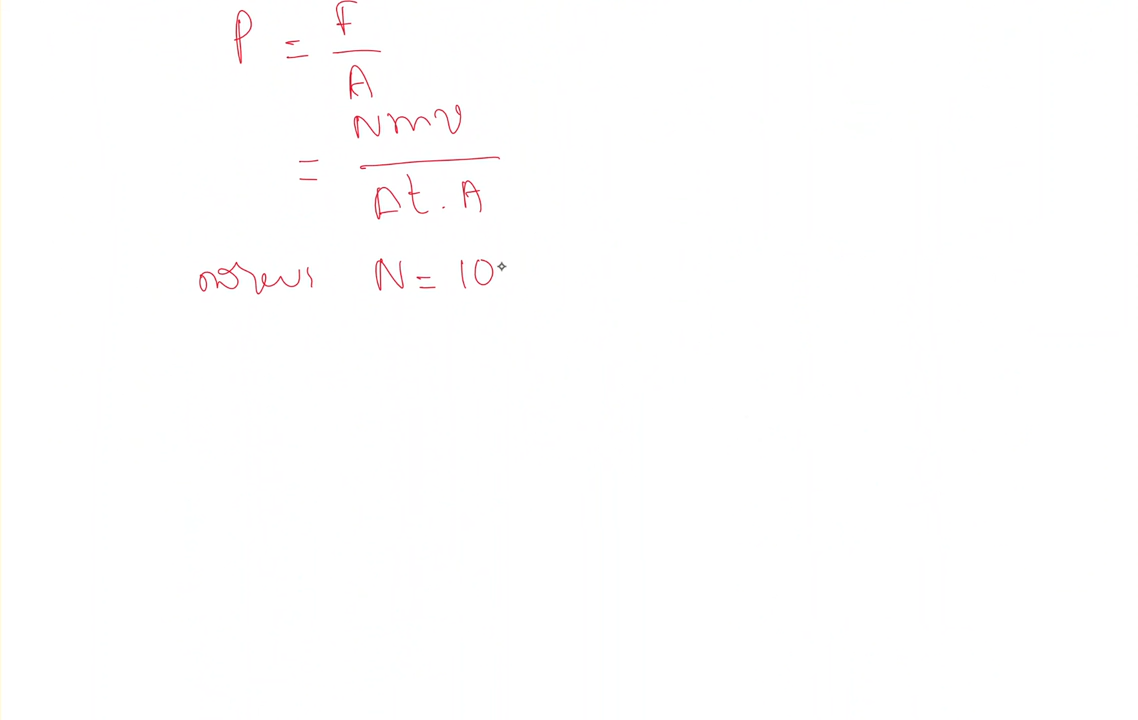 P = F / A
= Nmv / Δt . A
N = 10